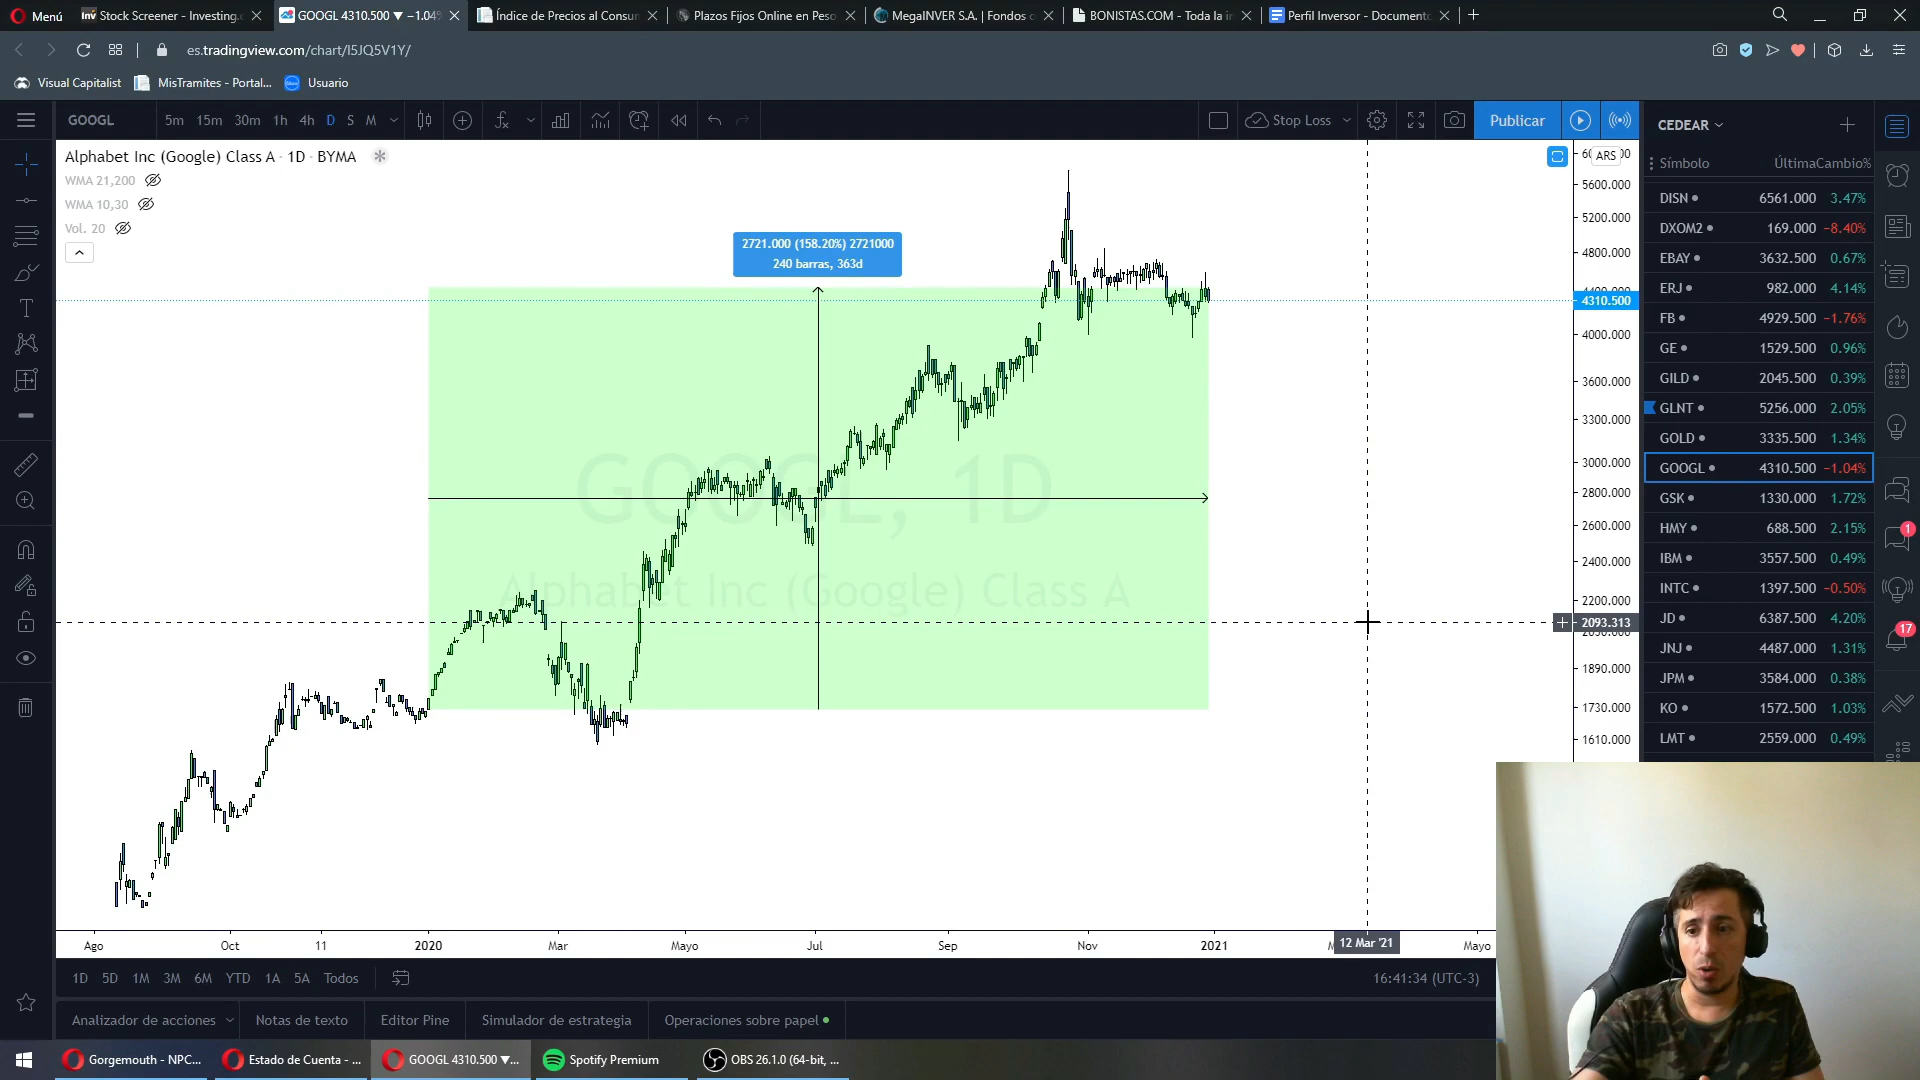 Menú
Stock Screener - Investing.
GOOGL 4310.500 ▼ −1.04%
Índice de Precios al Consum
Plazos Fijos Online en Peso
MegaINVER S.A. | Fondos c
BONISTAS.COM - Toda la in
Perfil Inversor - Documento
es.tradingview.com/chart/I5JQ5V1Y/
Visual Capitalist
MisTramites - Portal...
Usuario
GOOGL
5m 15m 30m 1h 4h D S M
Stop Loss
Publicar
CEDEAR
Símbolo ÚltimaCambio%
Alphabet Inc (Google) Class A · 1D · BYMA
WMA 21,200
WMA 10,30
Vol. 20
2721.000 (158.20%) 2721000
240 barras, 363d
GOOGL, 1D
Alphabet Inc (Google) Class A
ARS
5600.000
5200.000
4800.000
4310.500
4000.000
3600.000
3300.000
3000.000
2800.000
2600.000
2400.000
2200.000
2093.313
1890.000
1730.000
1610.000
DISN 6561.000 3.47%
DXOM2 169.000 −8.40%
EBAY 3632.500 0.67%
ERJ 982.000 4.14%
FB 4929.500 −1.76%
GE 1529.500 0.96%
GILD 2045.500 0.39%
GLNT 5256.000 2.05%
GOLD 3335.500 1.34%
GOOGL 4310.500 −1.04%
GSK 1330.000 1.72%
HMY 688.500 2.15%
IBM 3557.500 0.49%
INTC 1397.500 −0.50%
JD 6387.500 4.20%
JNJ 4487.000 1.31%
JPM 3584.000 0.38%
KO 1572.500 1.03%
LMT 2559.000 0.49%
1
17
Ago Oct 11 2020 Mar Mayo Jul Sep Nov 2021 12 Mar '21 Mayo
1D 5D 1M 3M 6M YTD 1A 5A Todos
16:41:34 (UTC-3)
Analizador de acciones
Notas de texto
Editor Pine
Simulador de estrategia
Operaciones sobre papel
Gorgemouth - NPC...
Estado de Cuenta - ...
GOOGL 4310.500 ▼...
Spotify Premium
OBS 26.1.0 (64-bit, ...